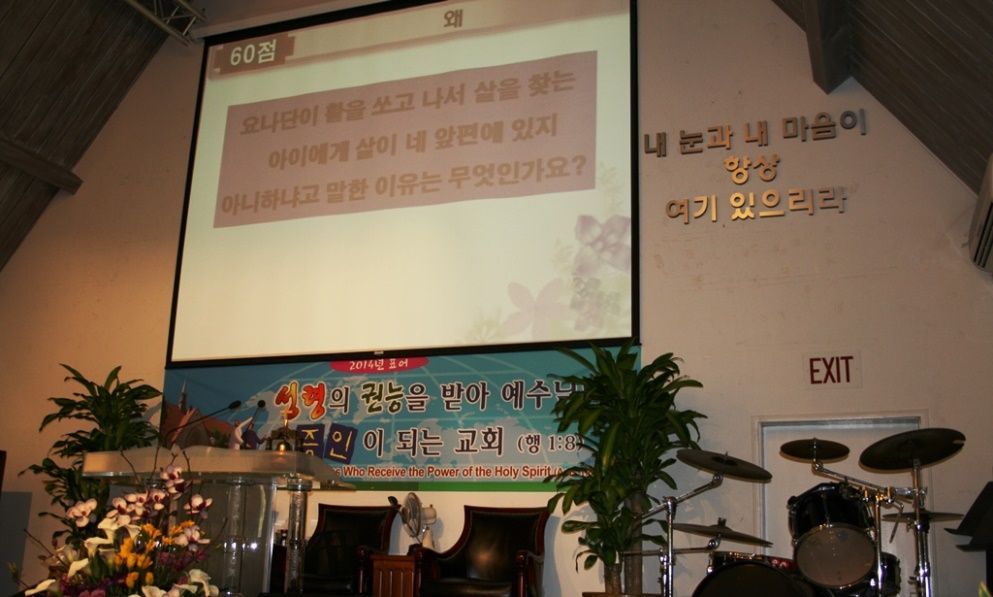 왜
60점
요나단이 활을 쏘고 나서 살을 찾는
아이에게 살이 네 앞편에 있지
아니하냐고 말한 이유는 무엇인가요?
내 눈과 내 마음이
항상
여기 있으리라
2014년 표어
성령의 권능을 받아 예수님
증인이 되는 교회 (행 1:8)
Who Receive the Power of the Holy Spirit
EXIT